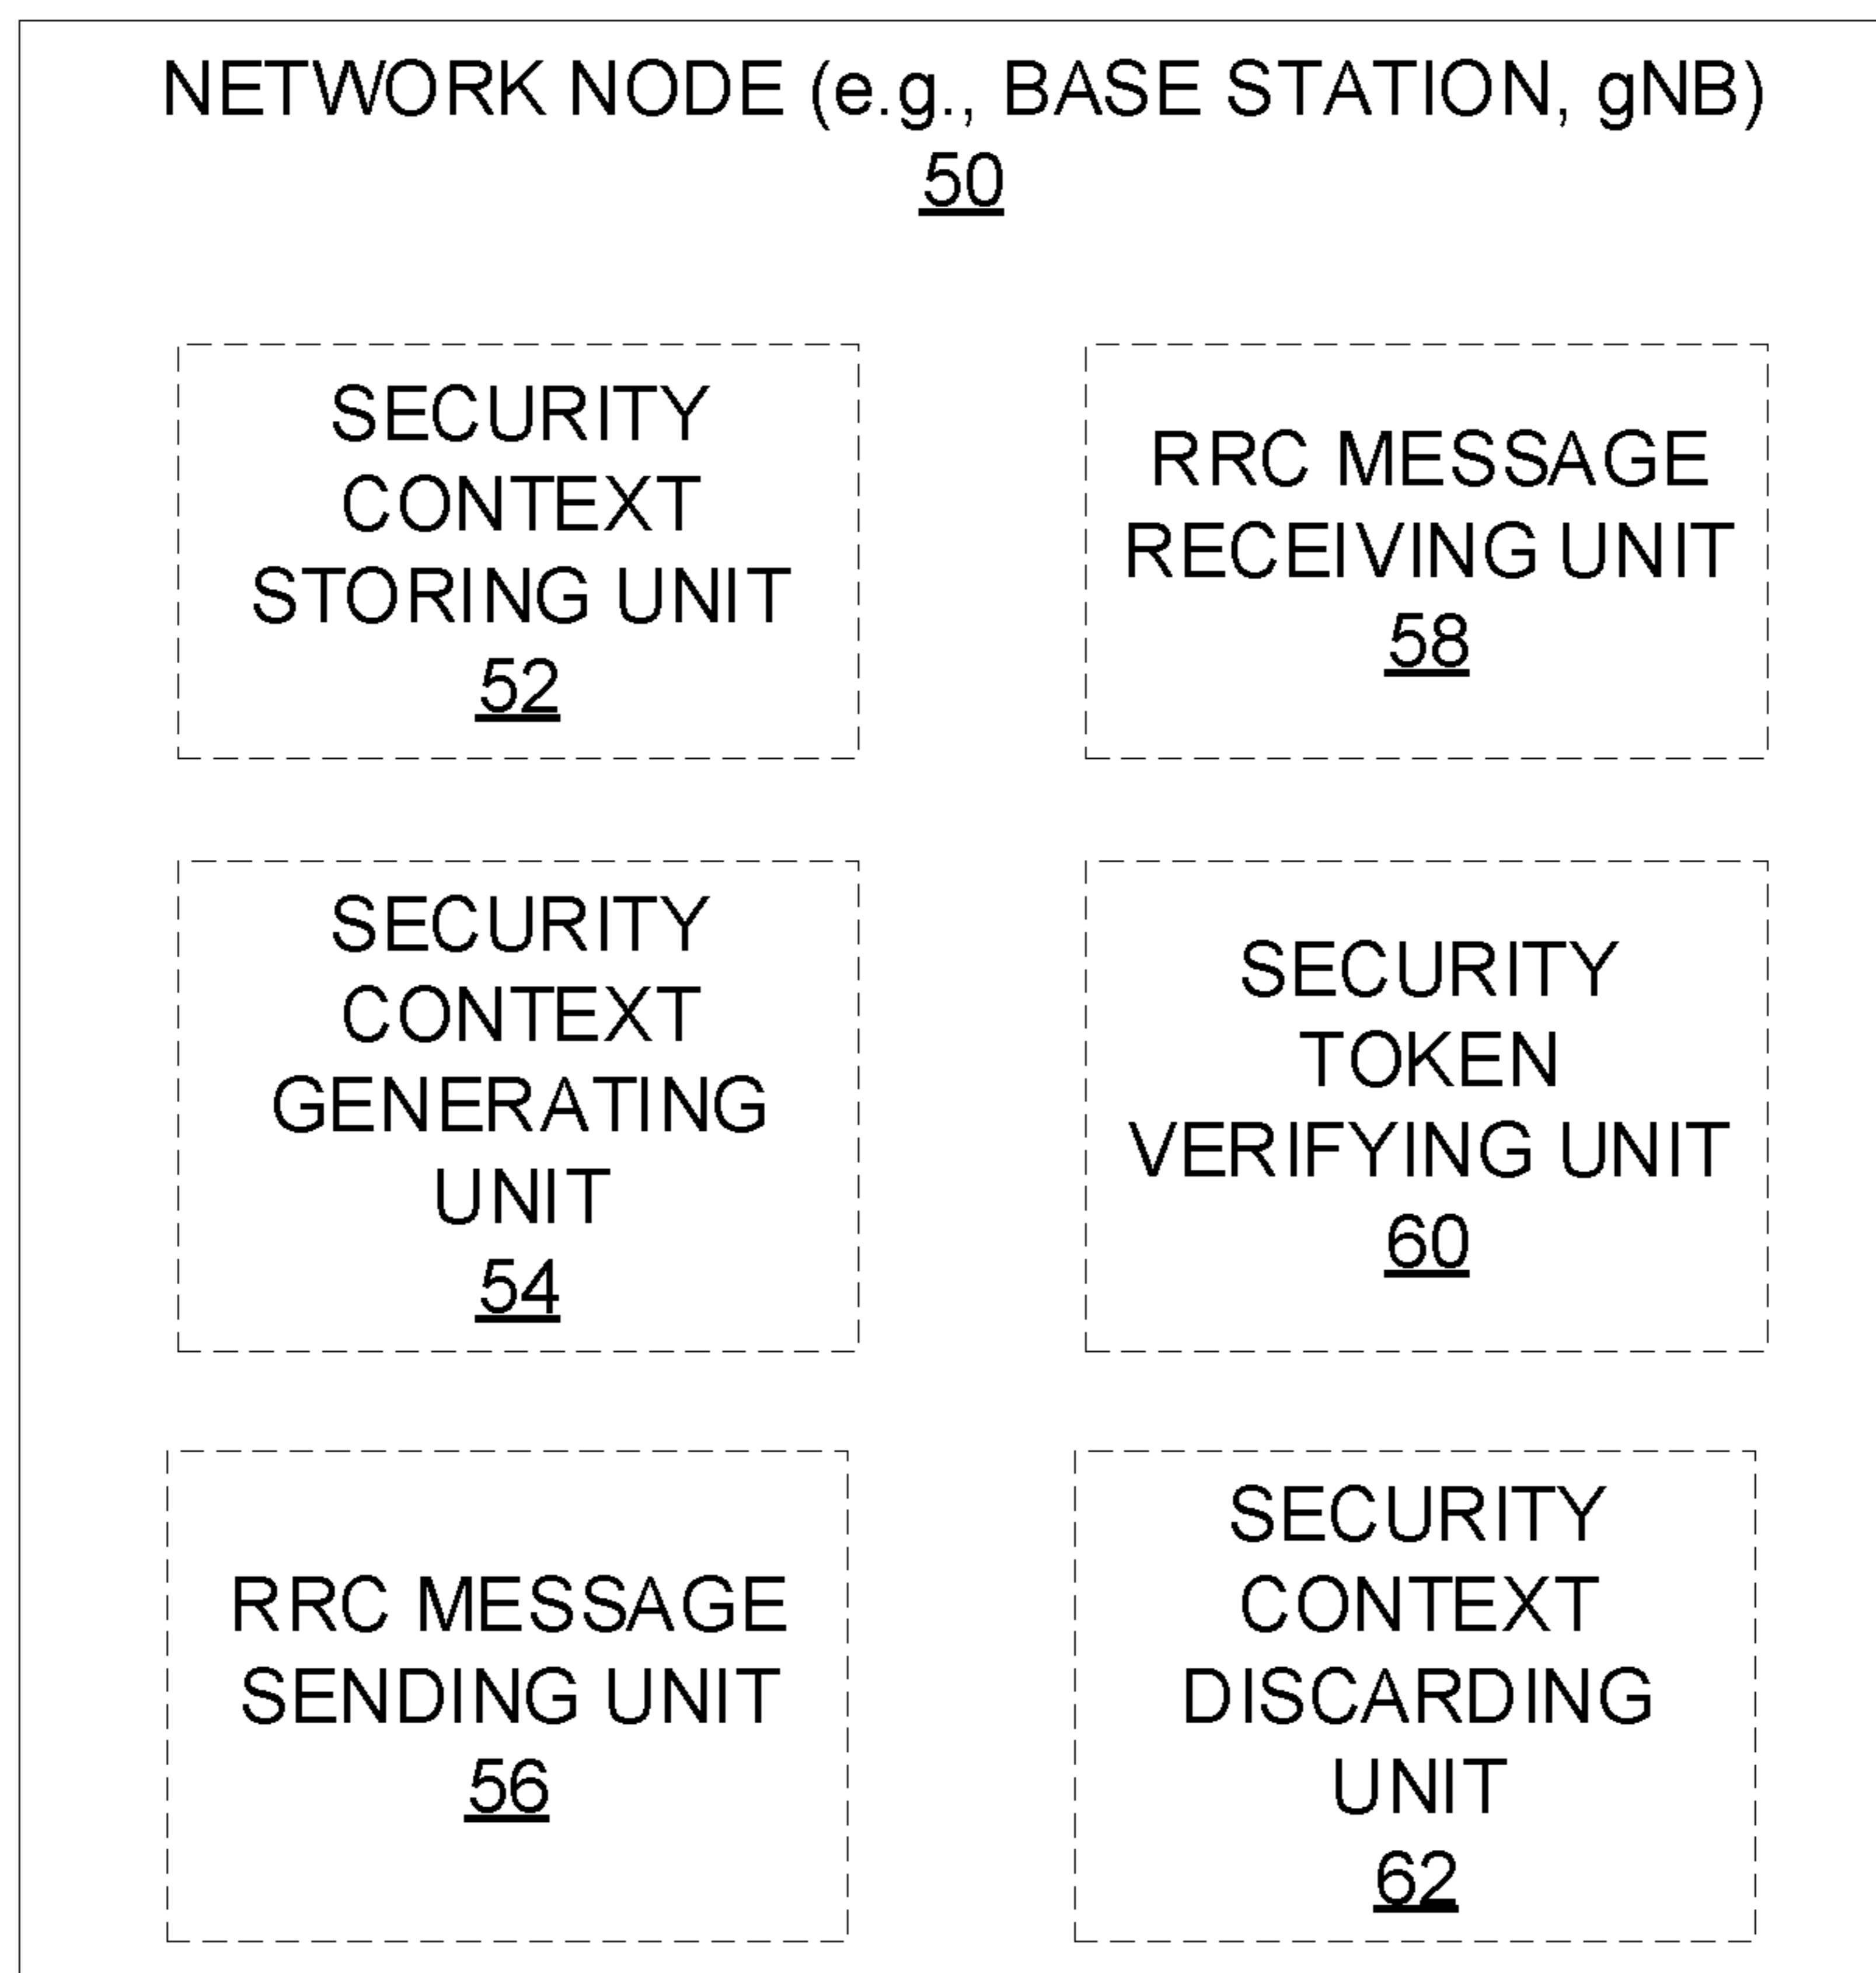 NETWORK NODE (e.g., BASE STATION, gNB)
50
SECURITY
CONTEXT
STORING UNIT
52
RRC MESSAGE
RECEIVING UNIT
58
SECURITY
CONTEXT
GENERATING
UNIT
54
SECURITY
TOKEN
VERIFYING UNIT
60
RRC MESSAGE
SENDING UNIT
56
SECURITY
CONTEXT
DISCARDING
UNIT
62